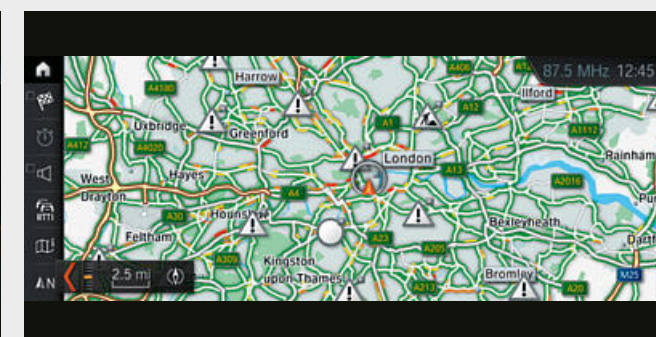 A406
87.5 MHz 12:45
Harrow
A4180
Ilford
A12
A1
Uxbridge
Greenford
A1112
A412
A4020
London
Rainham
A13
West
Drayton
Hayes
A4
A2016
A30
Hounslow
Bexleyheath
Feltham
A23
A205
RTTI
A309
Kingston
upon Thames
Bromley
M25
2.5 mi
A213
A20
N